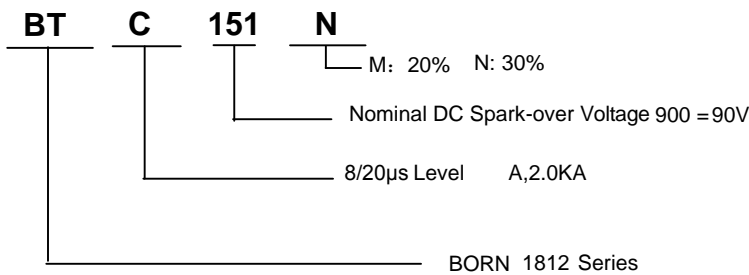 BT C 151 N
M： 20% N: 30%
Nominal DC Spark-over Voltage 900 =90V
8/20μs Level A,2.0KA
BORN 1812 Series